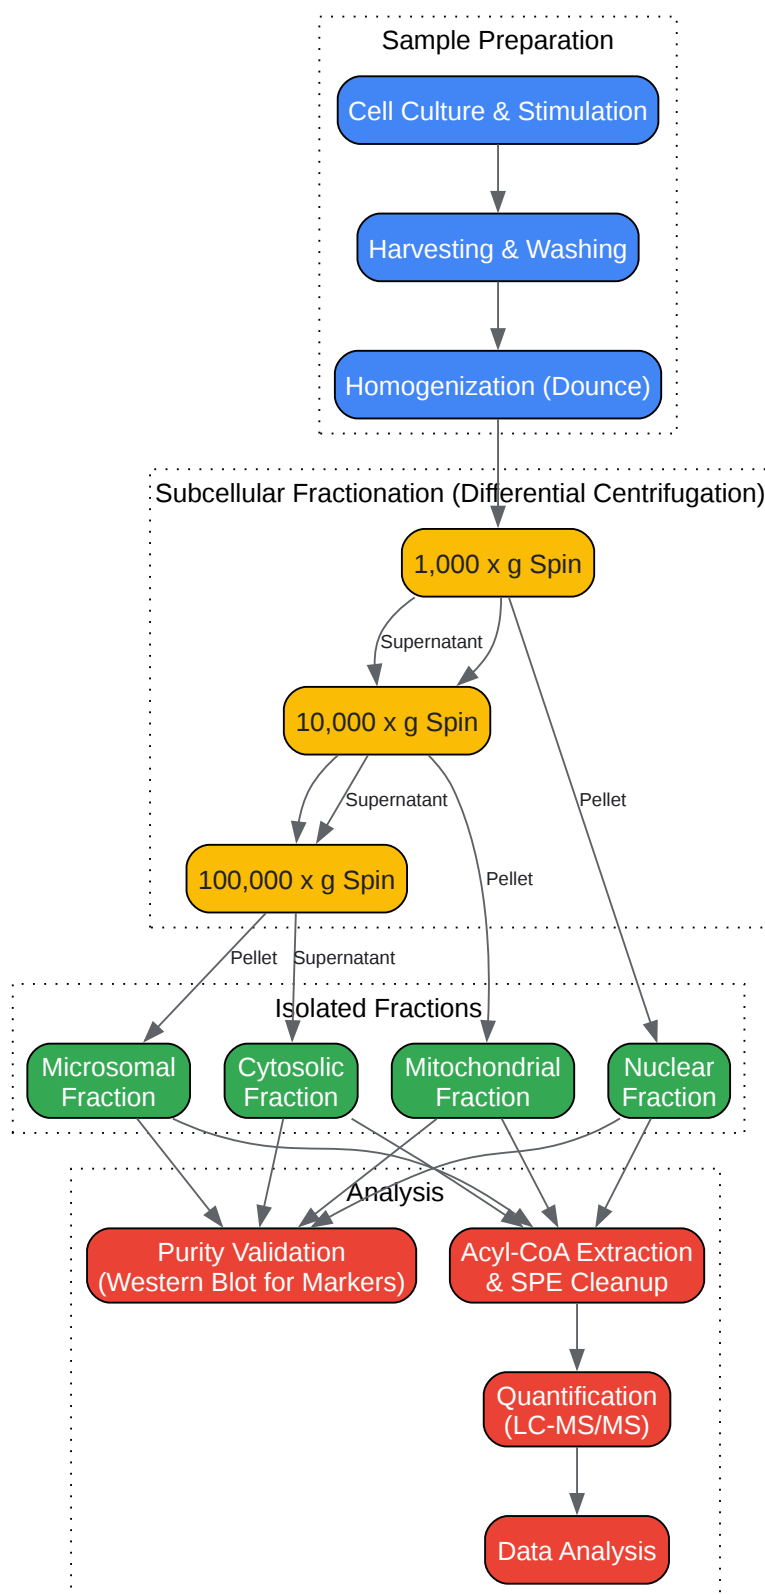 Sample Preparation
Cell Culture & Stimulation
Harvesting & Washing
Homogenization (Dounce)
Subcellular Fractionation (Differential Centrifugation)
1,000 x g Spin
Supernatant
10,000 x g Spin
Supernatant
Pellet
100,000 x g Spin
Pellet
Pellet
Supernatant
Isolated Fractions
Microsomal
Fraction
Cytosolic
Fraction
Mitochondrial
Fraction
Nuclear
Fraction
Analysis
Purity Validation
(Western Blot for Markers)
Acyl-CoA Extraction
& SPE Cleanup
Quantification
(LC-MS/MS)
Data Analysis